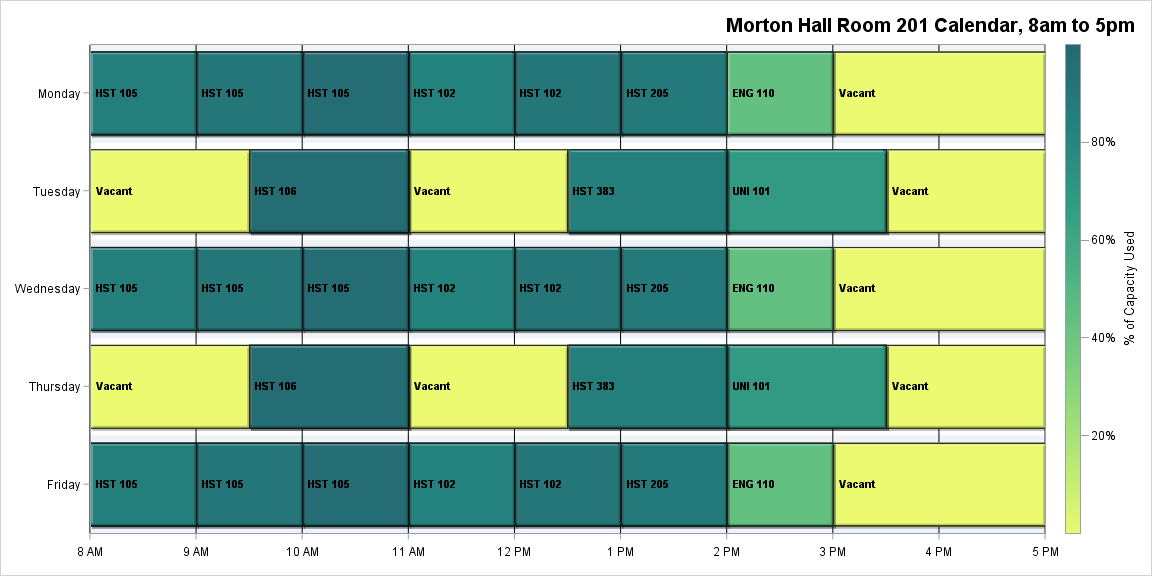 Morton Hall Room 201 Calendar, 8am to 5pm
Monday HST 105 HST 105 HST 105 HST 102 HST 102 HST 205 ENG 110 Vacant
80%
Tuesday Vacant HST 106 Vacant HST 383 UNI 101 Vacant
60%
% of Capacity Used
Wednesday HST 105 HST 105 HST 105 HST 102 HST 102 HST 205 ENG 110 Vacant
40%
Thursday Vacant HST 106 Vacant HST 383 UNI 101 Vacant
20%
Friday HST 105 HST 105 HST 105 HST 102 HST 102 HST 205 ENG 110 Vacant
8 AM 9 AM 10 AM 11 AM 12 PM 1 PM 2 PM 3 PM 4 PM 5 PM